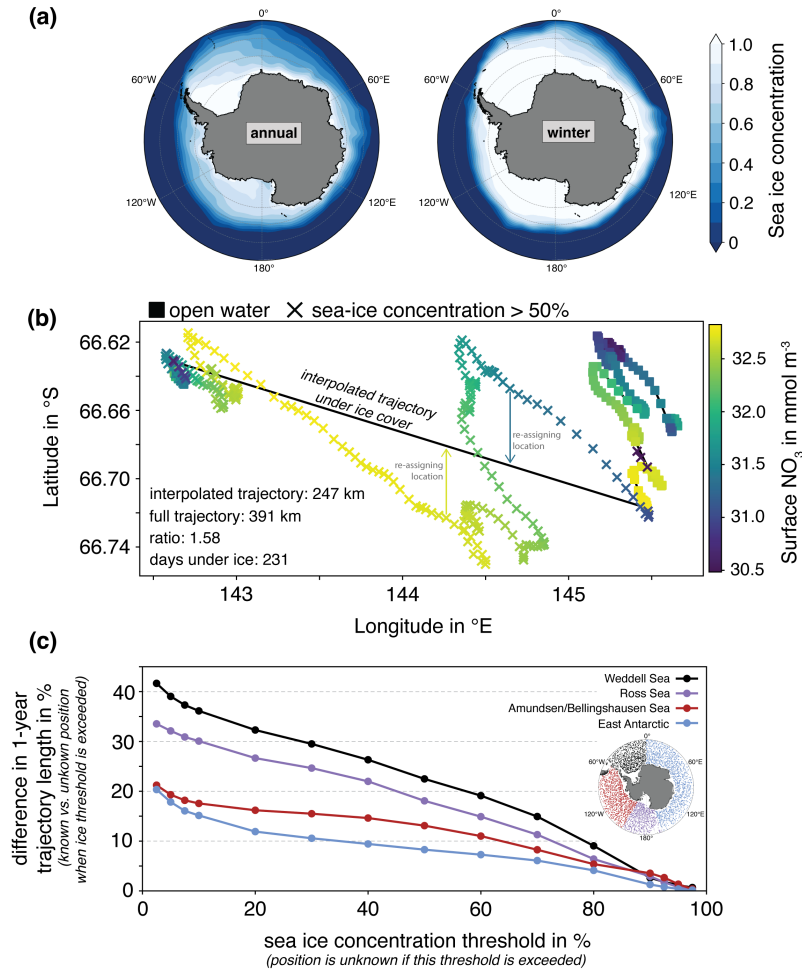 (a)
0°
60°W
60°E
annual
120°W
120°E
180°
0°
60°W
60°E
winter
120°W
120°E
180°
1.0
0.8
0.6
0.4
0.2
0
Sea ice concentration
(b)
open water
sea-ice concentration > 50%
66.62
66.66
66.70
66.74
Latitude in °S
interpolated trajectory
under ice cover
re-assigning
location
re-assigning
location
interpolated trajectory: 247 km
full trajectory: 391 km
ratio: 1.58
days under ice: 231
143
144
145
Longitude in °E
32.5
32.0
31.5
31.0
30.5
Surface NO3 in mmol m-3
(c)
difference in 1-year
trajectory length in %
(known vs. unkown position
when ice threshold is exceeded)
40
30
20
10
0
Weddell Sea
Ross Sea
Amundsen/Bellingshausen Sea
East Antarctic
0°
60°W
60°E
120°W
120°E
180°
0
20
40
60
80
100
sea ice concentration threshold in %
(position is unknown if this threshold is exceeded)